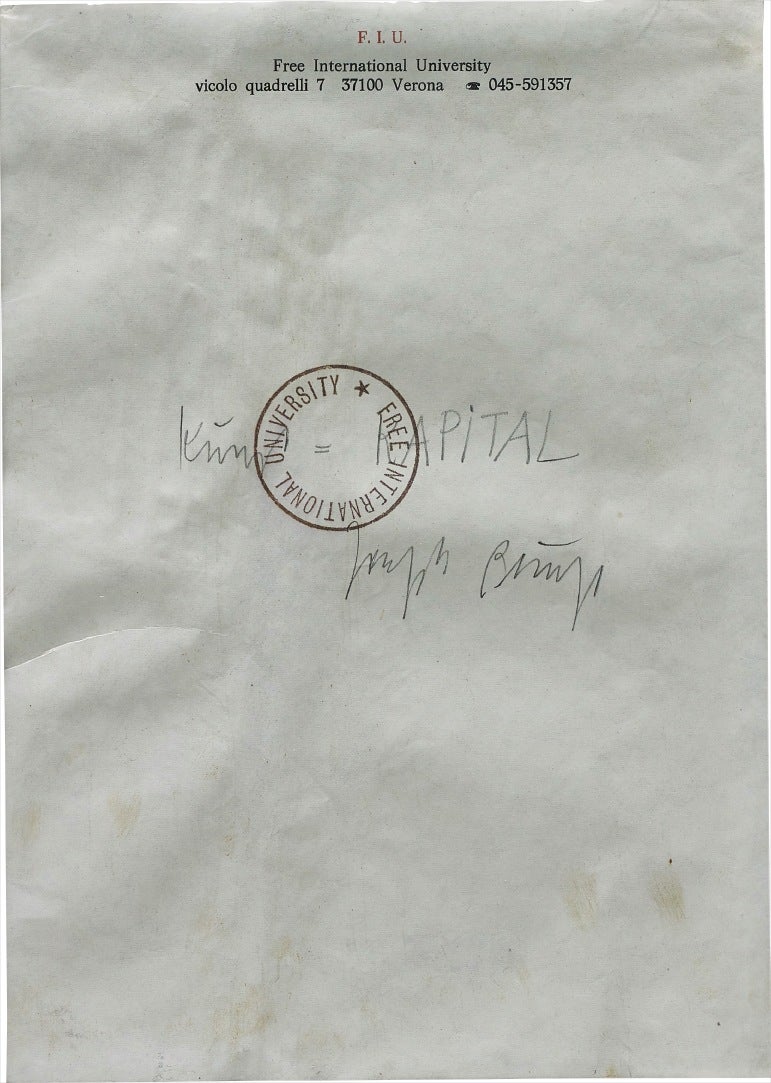 F. I. U.
Free International University
vicolo quadrelli 7 37100 Verona ☎ 045-591357
Kunst = KAPITAL
★ FREE INTERNATIONAL UNIVERSITY
Joseph Beuys